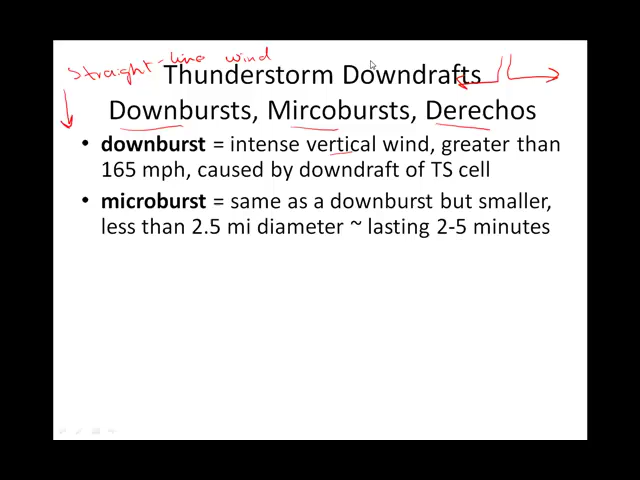 Straight-line wind
Thunderstorm Downdrafts
Downbursts, Mircobursts, Derechos
• downburst = intense vertical wind, greater than
165 mph, caused by downdraft of TS cell
• microburst = same as a downburst but smaller,
less than 2.5 mi diameter ~ lasting 2-5 minutes